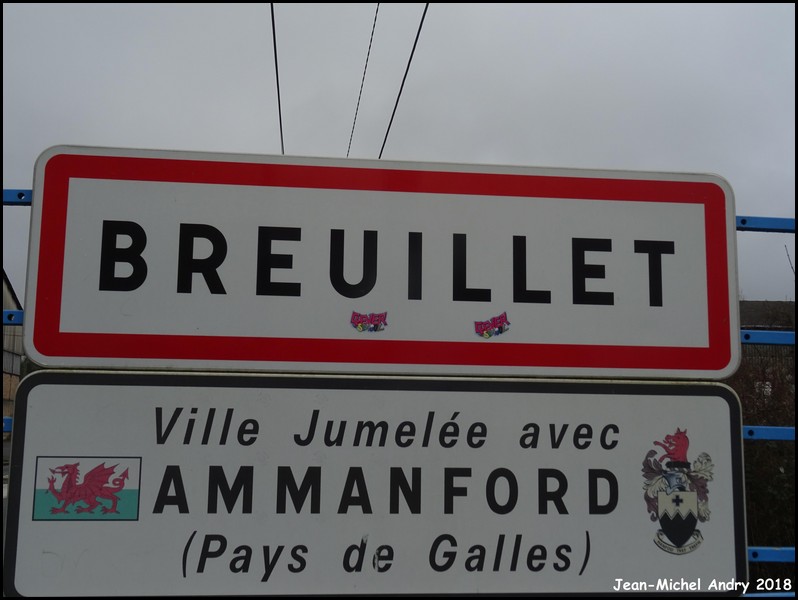 BREUILLET
Ville Jumelée avec
AMMANFORD
(Pays de Galles)
Jean-Michel Andry 2018